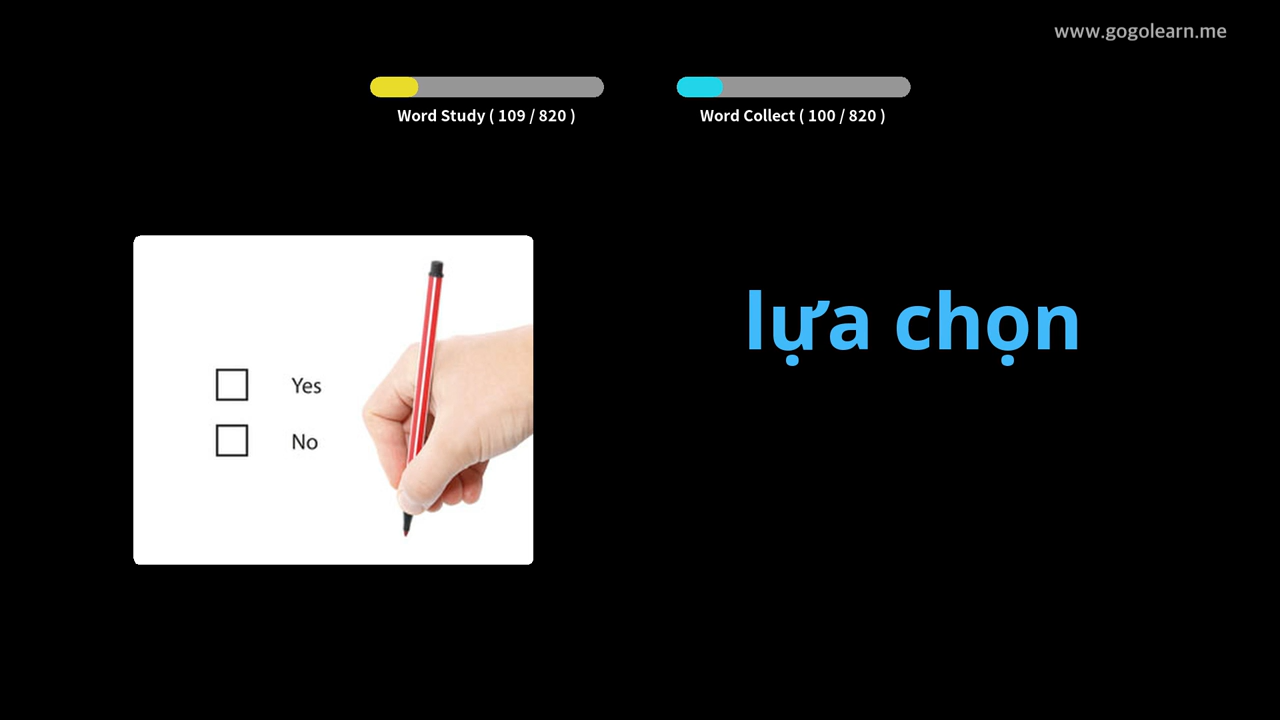 www.gogolearn.me
Word Study ( 109 / 820 )
Word Collect ( 100 / 820 )
lựa chọn
Yes
No